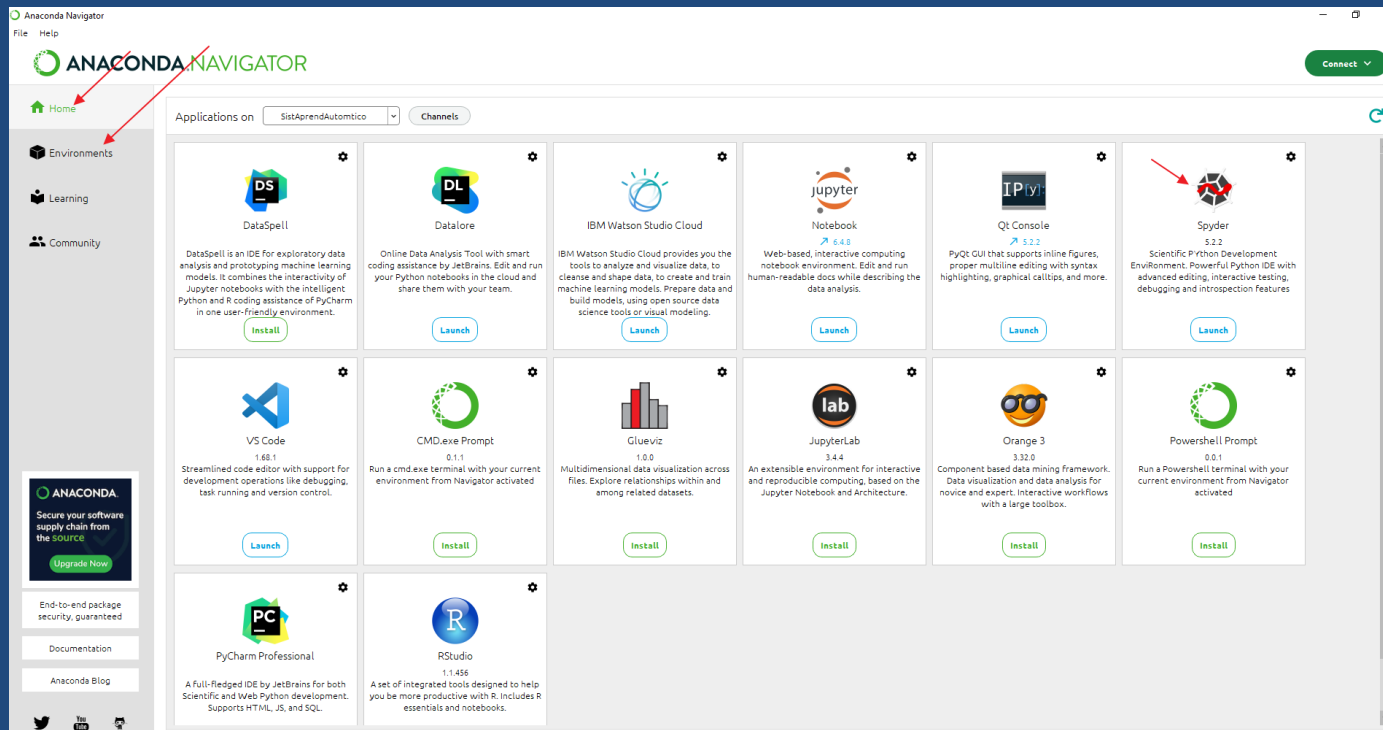 Anaconda Navigator
File Help
ANACONDA.NAVIGATOR
Connect
Home
Environments
Learning
Community
Applications on SistAprendAutomtico Channels
DS
DataSpell
DataSpell is an IDE for exploratory data
analysis and prototyping machine learning
models. It combines the interactivity of
Jupyter notebooks with the intelligent
Python and R coding assistance of PyCharm
in one user-friendly environment.
Install
DL
Datalore
Online Data Analysis Tool with smart
coding assistance by JetBrains. Edit and run
your Python notebooks in the cloud and
share them with your team.
Launch
IBM Watson Studio Cloud
IBM Watson Studio Cloud provides you the
tools to analyze and visualize data, to
cleanse and shape data, to create and train
machine learning models. Prepare data and
build models, using open source data
science tools or visual modeling.
Launch
jupyter
Notebook
6.4.8
Web-based, interactive computing
notebook environment. Edit and run
human-readable docs while describing the
data analysis.
Launch
IP[y]:
Qt Console
5.2.2
PyQt GUI that supports inline figures,
proper multiline editing with syntax
highlighting, graphical calltips, and more.
Launch
Spyder
5.2.2
Scientific PYthon Development
EnviRonment. Powerful Python IDE with
advanced editing, interactive testing,
debugging and introspection features
Launch
VS Code
1.68.1
Streamlined code editor with support for
development operations like debugging,
task running and version control.
Launch
CMD.exe Prompt
0.1.1
Run a cmd.exe terminal with your current
environment from Navigator activated
Install
Glueviz
1.0.0
Multidimensional data visualization across
files. Explore relationships within and
among related datasets.
Install
lab
JupyterLab
3.4.4
An extensible environment for interactive
and reproducible computing, based on the
Jupyter Notebook and Architecture.
Install
Orange 3
3.32.0
Component based data mining framework.
Data visualization and data analysis for
novice and expert. Interactive workflows
with a large toolbox.
Install
Powershell Prompt
0.0.1
Run a Powershell terminal with your
current environment from Navigator
activated
Install
PC
PyCharm Professional
A full-fledged IDE by JetBrains for both
Scientific and Web Python development.
Supports HTML, JS, and SQL.
R
RStudio
1.1.456
A set of integrated tools designed to help
you be more productive with R. Includes R
essentials and notebooks.
ANACONDA.
Secure your software
supply chain from
the source
Upgrade Now
End-to-end package
security, guaranteed
Documentation
Anaconda Blog
You
Tube